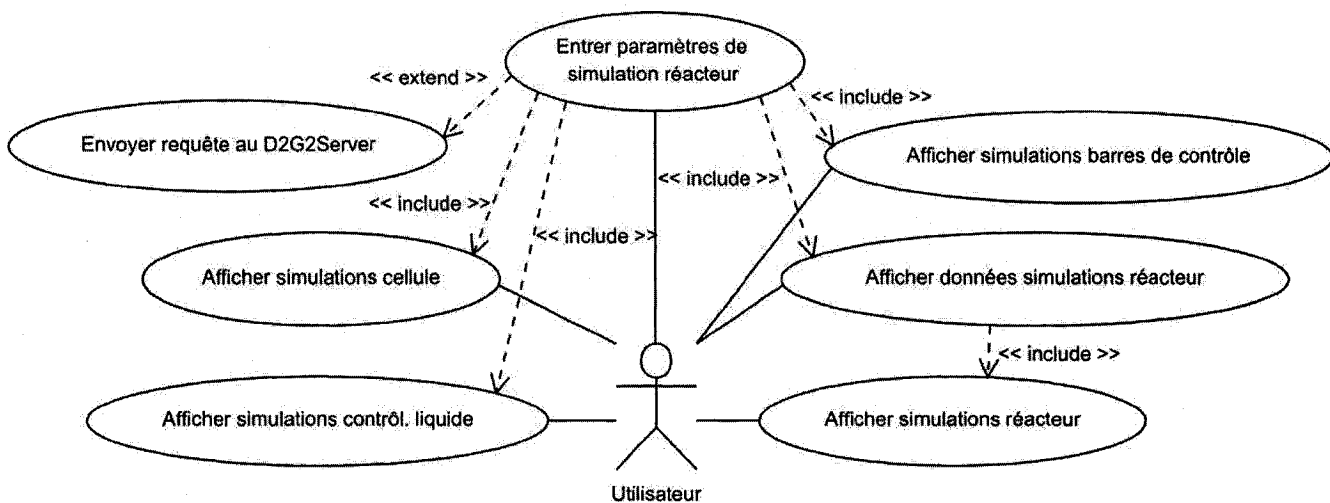 Entrer paramètres de
simulation réacteur
<< extend >>
<< include >>
Envoyer requête au D2G2Server
Afficher simulations barres de contrôle
<< include >>
<< include >>
<< include >>
Afficher simulations cellule
Afficher données simulations réacteur
<< include >>
Afficher simulations contrôl. liquide
Afficher simulations réacteur
Utilisateur